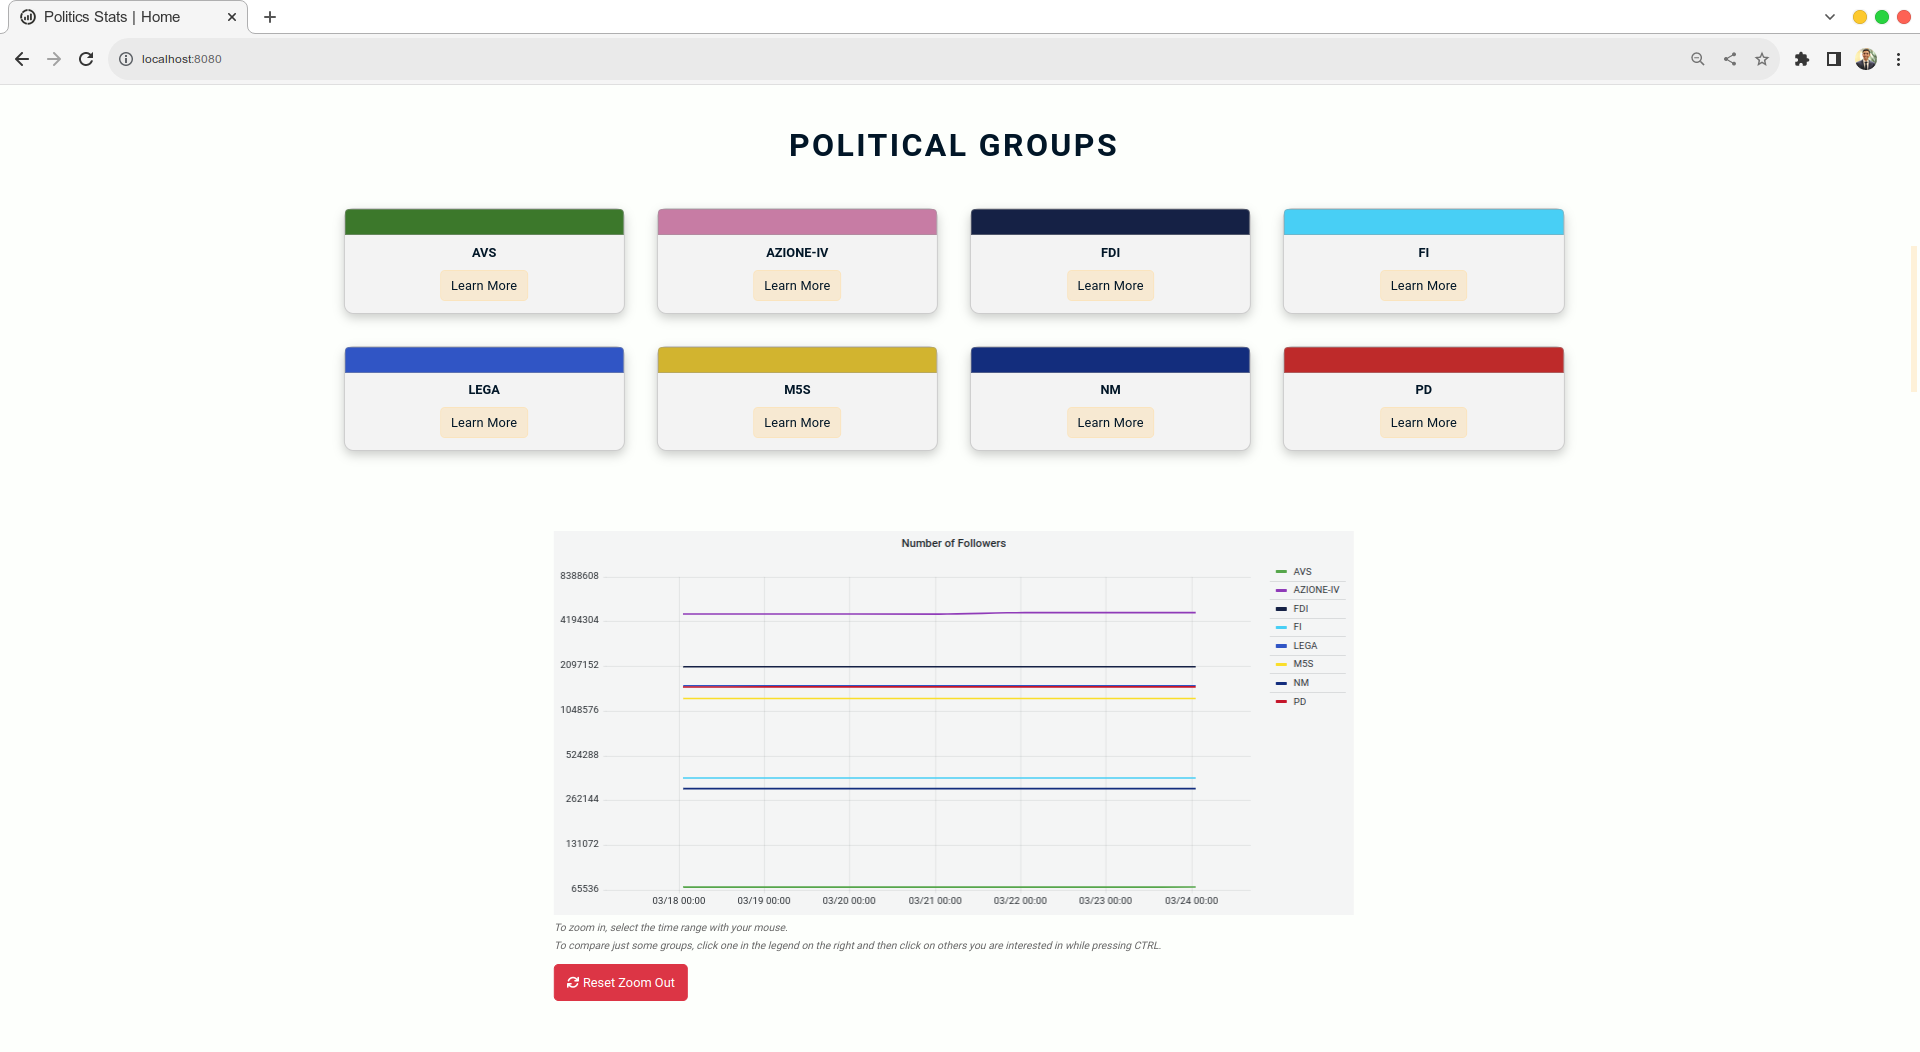 Politics Stats | Home
localhost:8080
POLITICAL GROUPS
AVS
AZIONE-IV
FDI
FI
Learn More
Learn More
Learn More
Learn More
LEGA
M5S
NM
PD
Learn More
Learn More
Learn More
Learn More
Number of Followers
8388608
4194304
2097152
1048576
524288
262144
131072
65536
03/18 00:00
03/19 00:00
03/20 00:00
03/21 00:00
03/22 00:00
03/23 00:00
03/24 00:00
AVS
AZIONE-IV
FDI
FI
LEGA
M5S
NM
PD
To zoom in, select the time range with your mouse.
To compare just some groups, click one in the legend on the right and then click on others you are interested in while pressing CTRL.
Reset Zoom Out